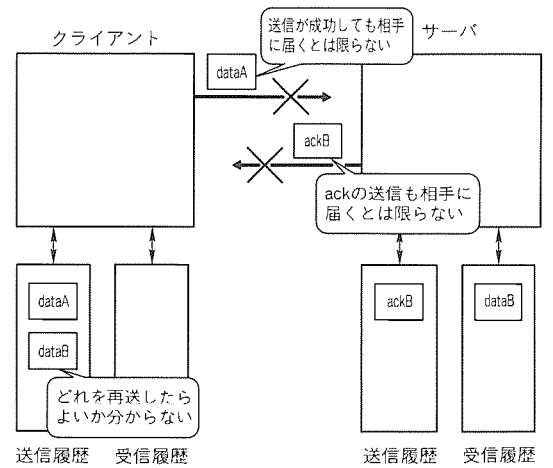 クライアント
送信が成功しても相手
に届くとは限らない
サーバ
dataA
ackB
ackの送信も相手に
届くとは限らない
dataA
dataB
どれを再送したら
よいか分からない
ackB
dataB
送信履歴
受信履歴
送信履歴
受信履歴